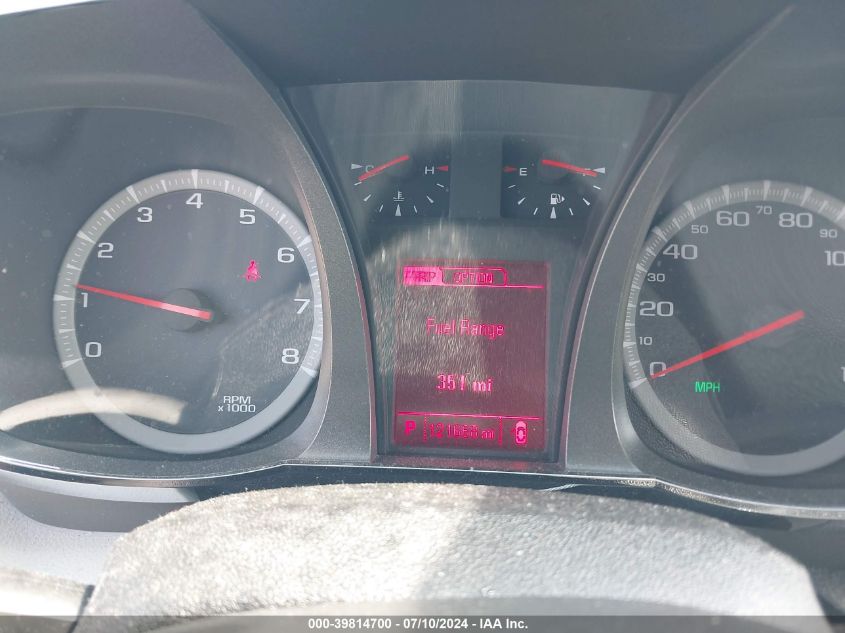 0 1 2 3 4 5 6 7 8
RPM
x1000
C H
E
TRIP OPTION
Fuel Range
351 mi
P mi
0 10 20 30 40 50 60 70 80 90
MPH
000-39814700 - 07/10/2024 - IAA Inc.